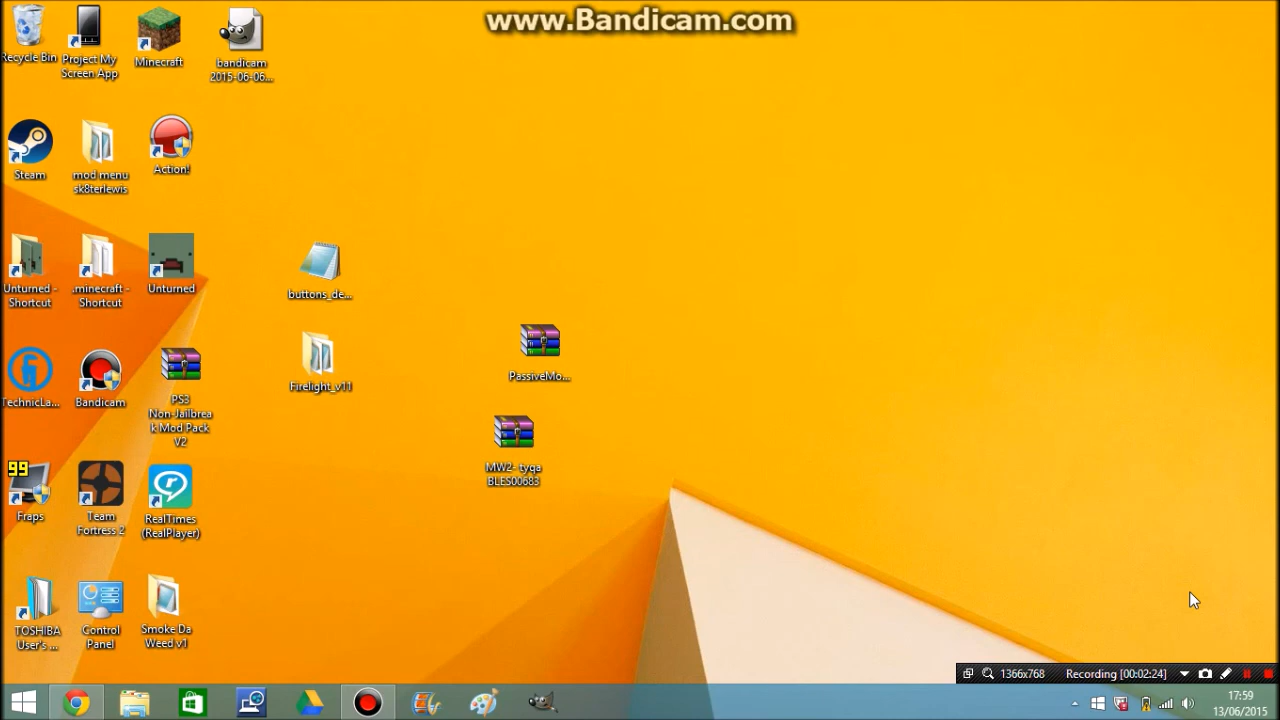 www.Bandicam.com
Recycle Bin
Project My
Screen App
Minecraft
bandicam
2015-06-06...
Steam
mod menu
sk8terlewis
Action!
Unturned -
Shortcut
.minecraft -
Shortcut
Unturned
buttons_de...
Firelight_v11
PassiveMo...
TechnicLa...
Bandicam
PS3
Non-Jailbrea
k Mod Pack
V2
MW2- tyqa
BLES00683
99
Fraps
Team
Fortress 2
RealTimes
(RealPlayer)
TOSHIBA
User's ...
Control
Panel
Smoke Da
Weed v1
1366x768
Recording [00:02:24]
17:59
13/06/2015